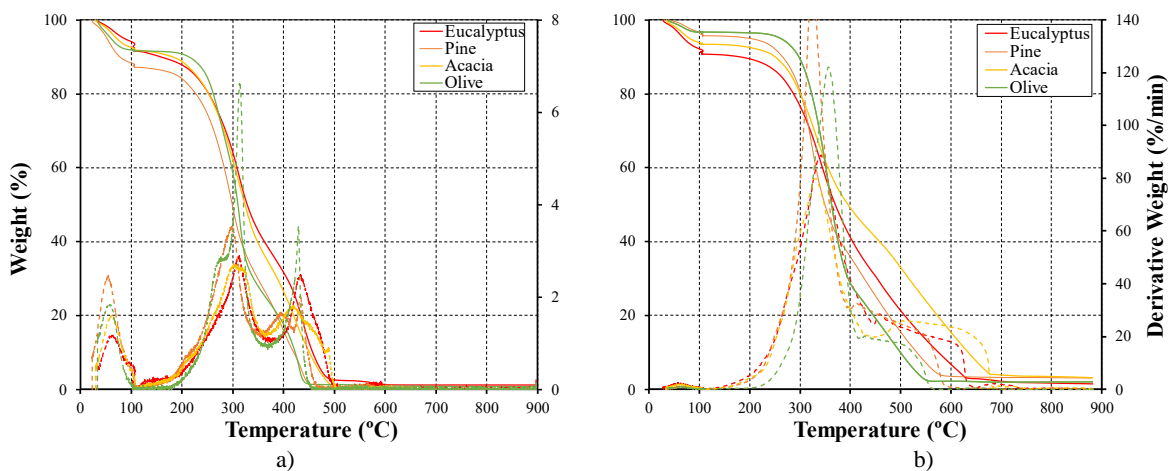 Weight (%)
100
80
60
40
20
0
8
6
4
2
0
Eucalyptus
Pine
Acacia
Olive
0 100 200 300 400 500 600 700 800 900
Temperature (ºC)
a)
100
80
60
40
20
0
140
120
100
80
60
40
20
0
Derivative Weight (%/min)
Eucalyptus
Pine
Acacia
Olive
0 100 200 300 400 500 600 700 800 900
Temperature (ºC)
b)